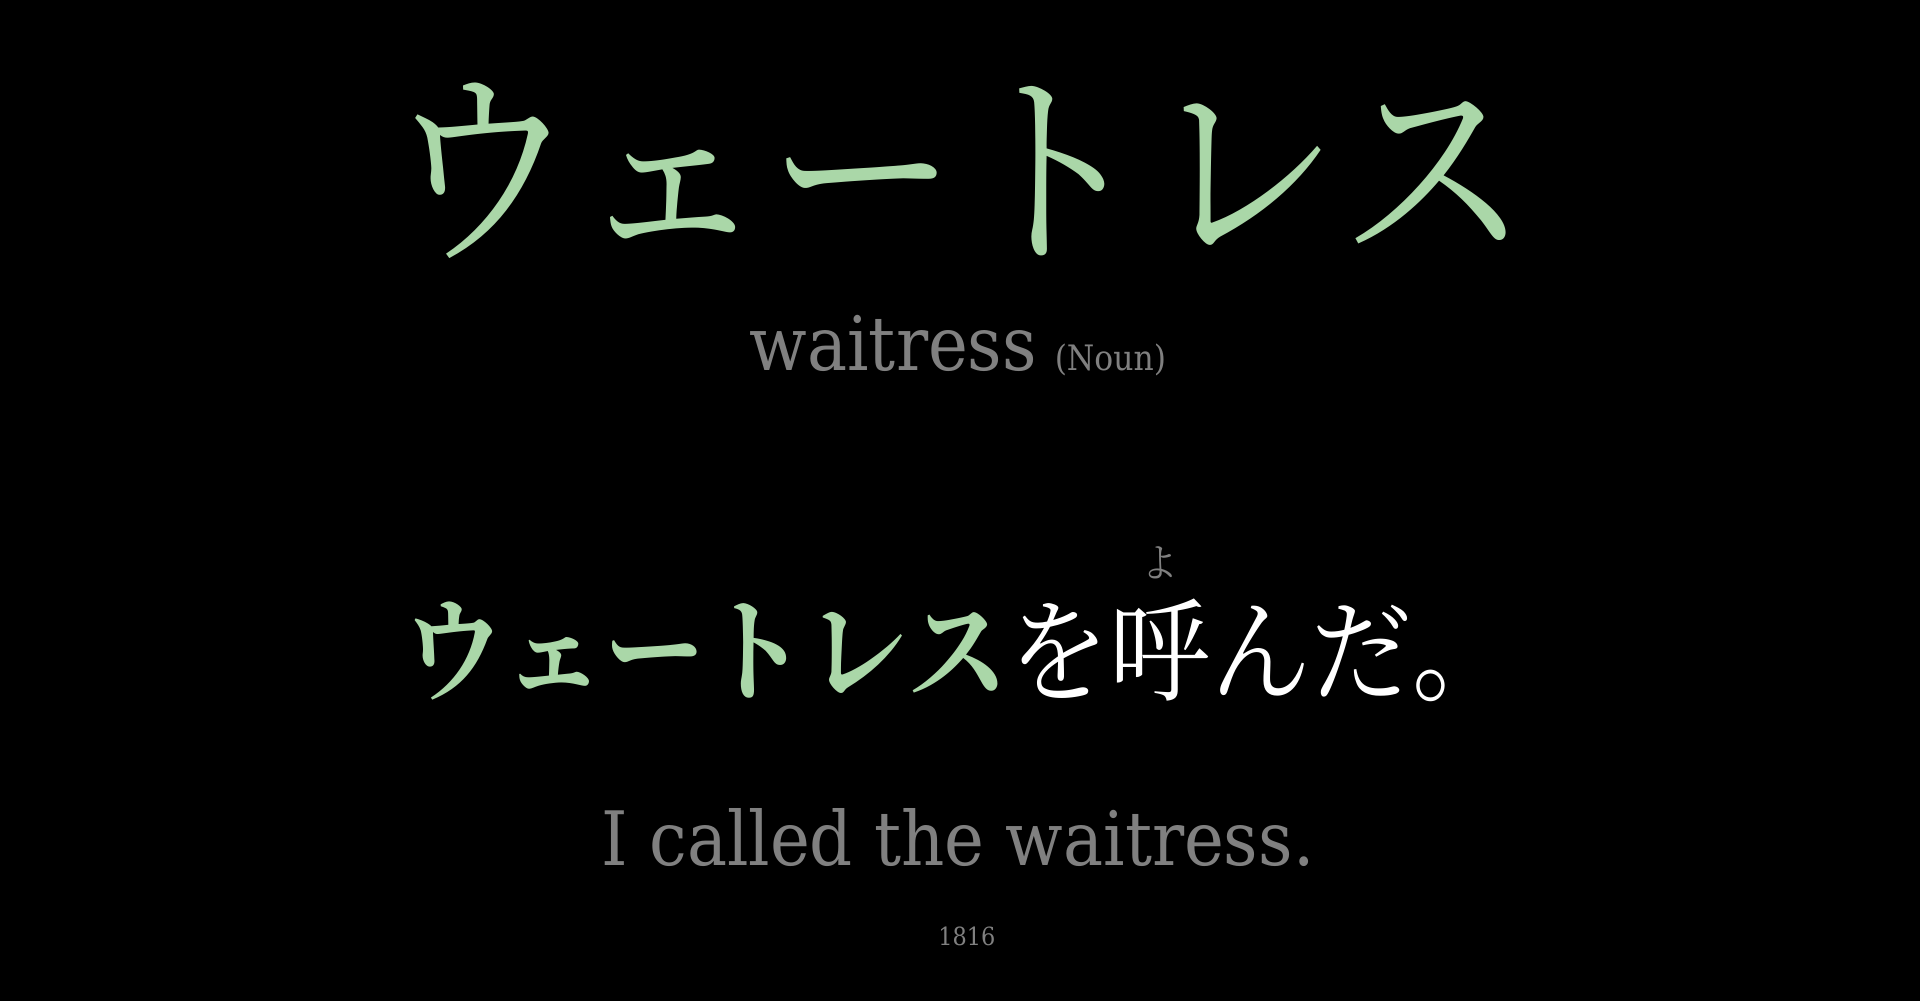 ウェートレス
waitress (Noun)
よ
ウェートレスを呼んだ。
I called the waitress.
1816